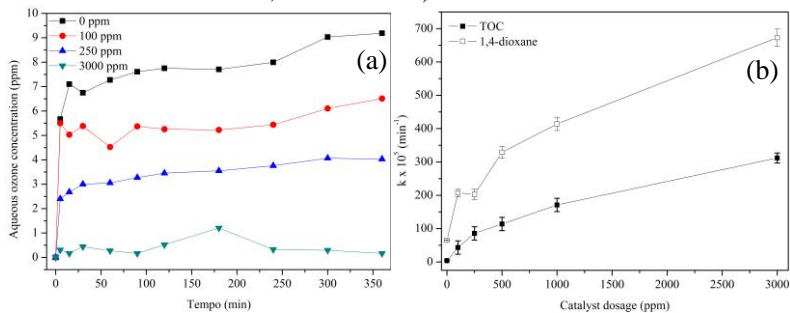 0 ppm
100 ppm
250 ppm
3000 ppm
(a)
Aqueous ozone concentration (ppm)
10
9
8
7
6
5
4
3
2
1
0
0 50 100 150 200 250 300 350
Tempo (min)
TOC
1,4-dioxane
(b)
k x 10⁵ (min⁻¹)
700
600
500
400
300
200
100
0
0 500 1000 1500 2000 2500 3000
Catalyst dosage (ppm)